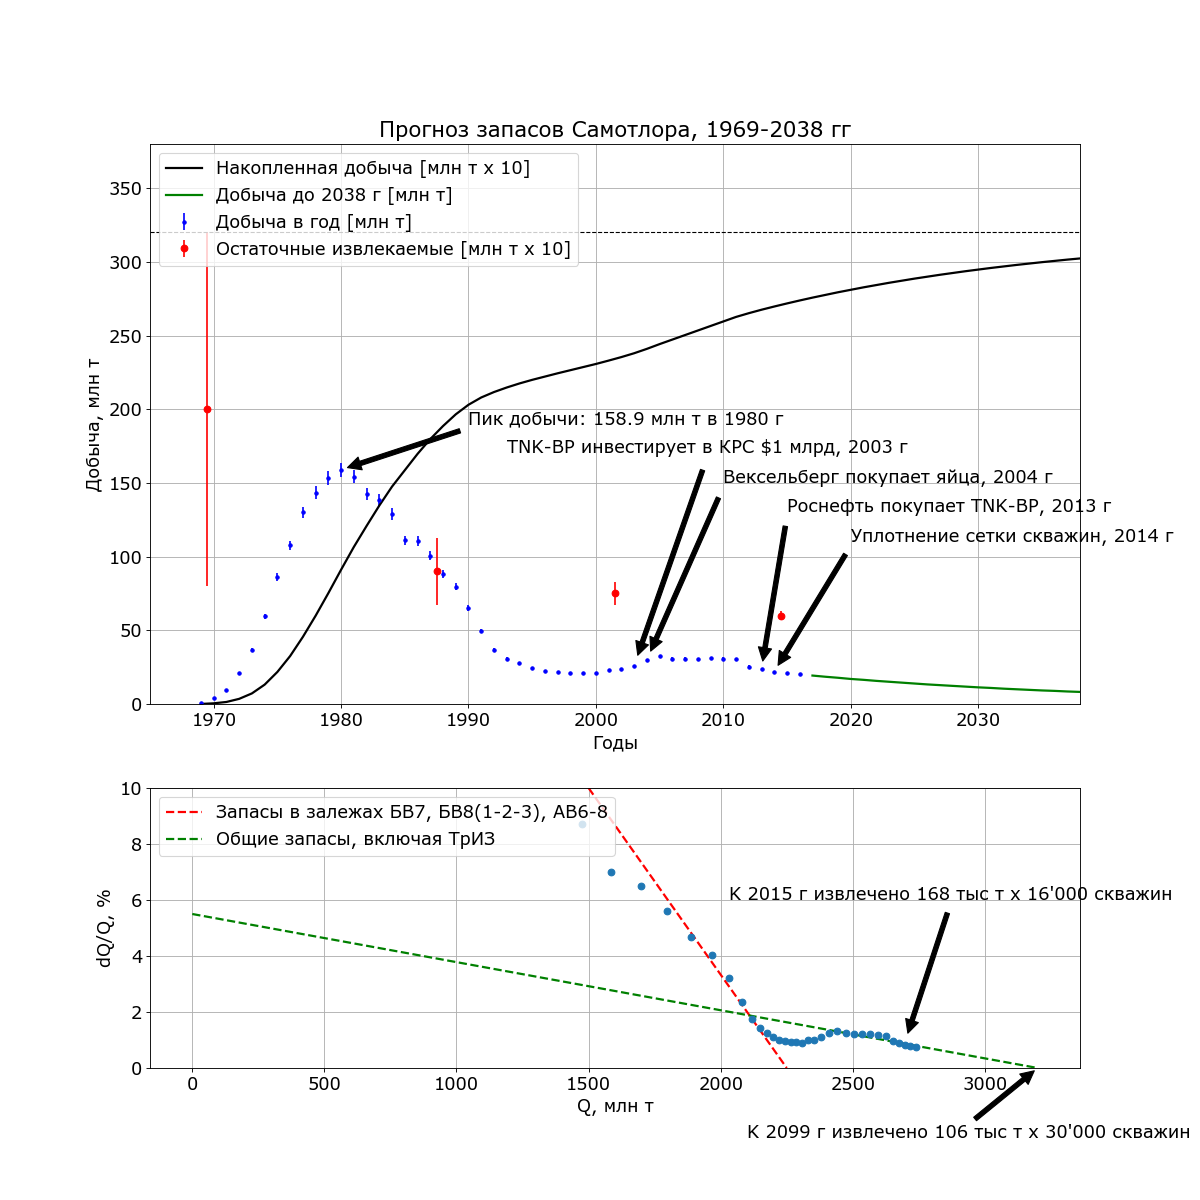 Прогноз запасов Самотлора, 1969-2038 гг
Накопленная добыча [млн т x 10]
Добыча до 2038 г [млн т]
Добыча в год [млн т]
Остаточные извлекаемые [млн т x 10]
350
300
250
200
150
100
50
0
Добыча, млн т
Пик добычи: 158.9 млн т в 1980 г
TNK-BP инвестирует в КРС $1 млрд, 2003 г
Вексельберг покупает яйца, 2004 г
Роснефть покупает TNK-BP, 2013 г
Уплотнение сетки скважин, 2014 г
1970 1980 1990 2000 2010 2020 2030
Годы
Запасы в залежах БВ7, БВ8(1-2-3), АВ6-8
Общие запасы, включая ТрИЗ
10
8
6
4
2
0
dQ/Q, %
К 2015 г извлечено 168 тыс т x 16'000 скважин
0 500 1000 1500 2000 2500 3000
Q, млн т
К 2099 г извлечено 106 тыс т x 30'000 скважин